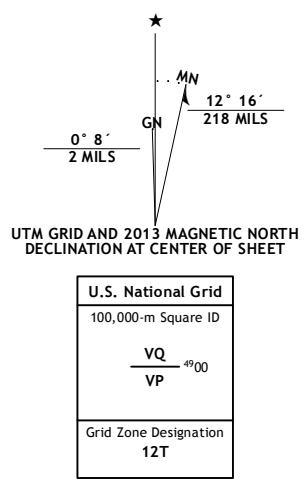 ★
MN
12° 16´
218 MILS
GN
0° 8´
2 MILS
UTM GRID AND 2013 MAGNETIC NORTH
DECLINATION AT CENTER OF SHEET
U.S. National Grid
100,000-m Square ID
VQ
4900
VP
Grid Zone Designation
12T